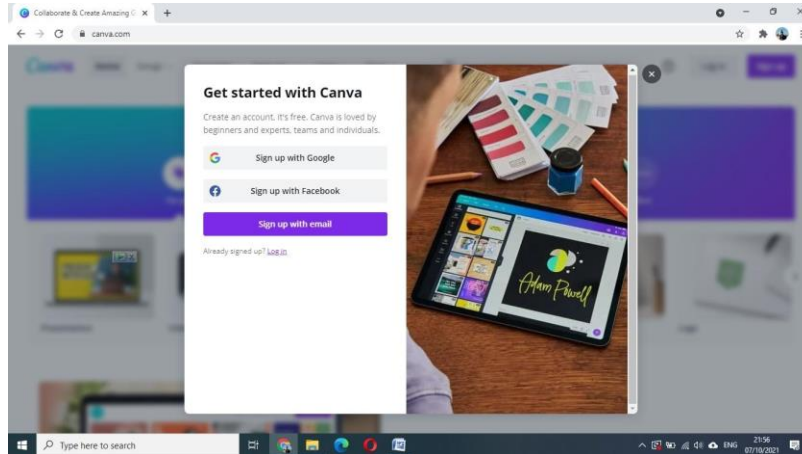 Collaborate & Create Amazing G
canva.com
Canva
Get started with Canva
Create an account, it's free. Canva is loved by
beginners and experts, teams and individuals.
Sign up with Google
Sign up with Facebook
Sign up with email
Already signed up? Log in
Adam Powell
Type here to search
ENG
21:56
07/10/2021